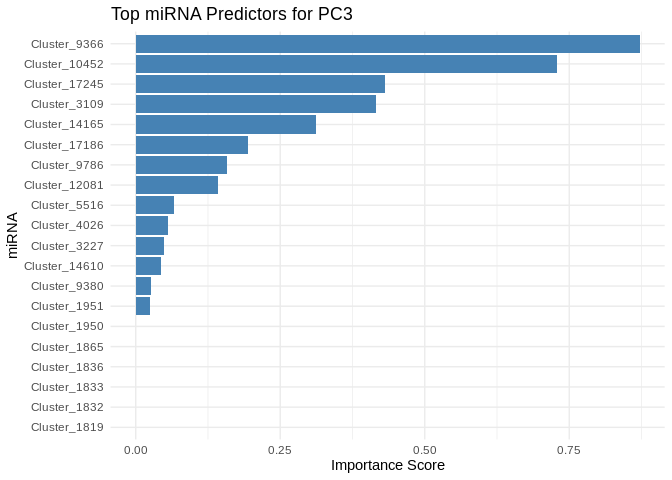 Top miRNA Predictors for PC3
miRNA
Cluster_9366
Cluster_10452
Cluster_17245
Cluster_3109
Cluster_14165
Cluster_17186
Cluster_9786
Cluster_12081
Cluster_5516
Cluster_4026
Cluster_3227
Cluster_14610
Cluster_9380
Cluster_1951
Cluster_1950
Cluster_1865
Cluster_1836
Cluster_1833
Cluster_1832
Cluster_1819
0.00 0.25 0.50 0.75
Importance Score